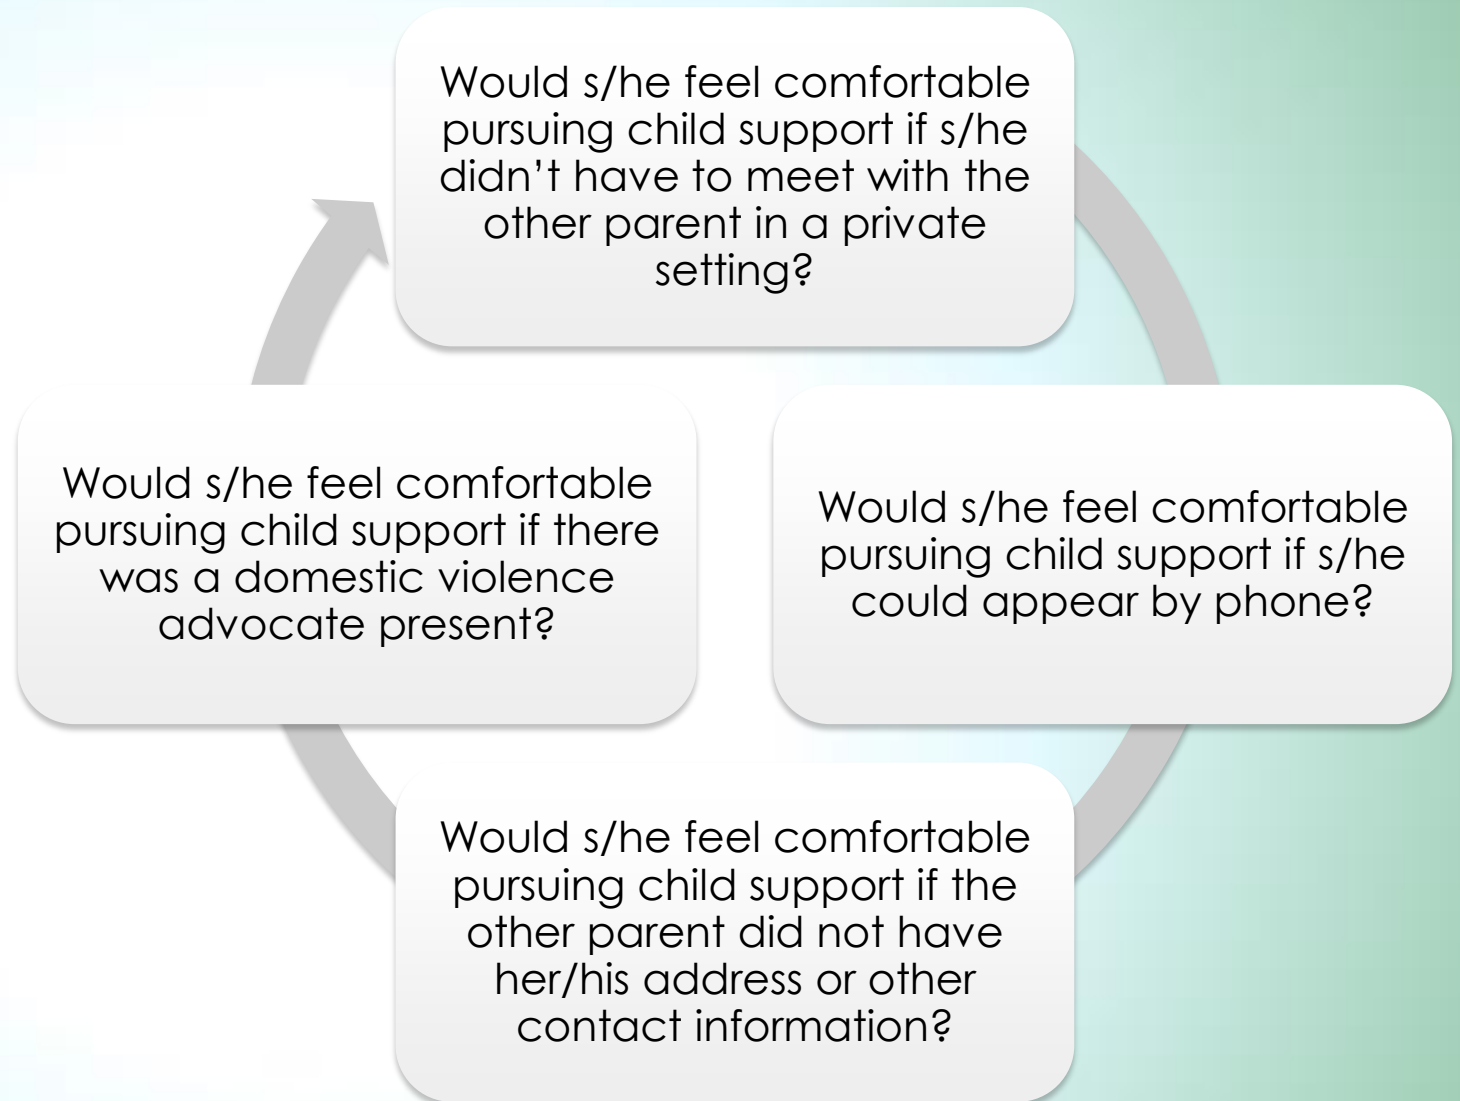 Would s/he feel comfortable
pursuing child support if s/he
didn’t have to meet with the
other parent in a private
setting?
Would s/he feel comfortable
pursuing child support if s/he
could appear by phone?
Would s/he feel comfortable
pursuing child support if the
other parent did not have
her/his address or other
contact information?
Would s/he feel comfortable
pursuing child support if there
was a domestic violence
advocate present?